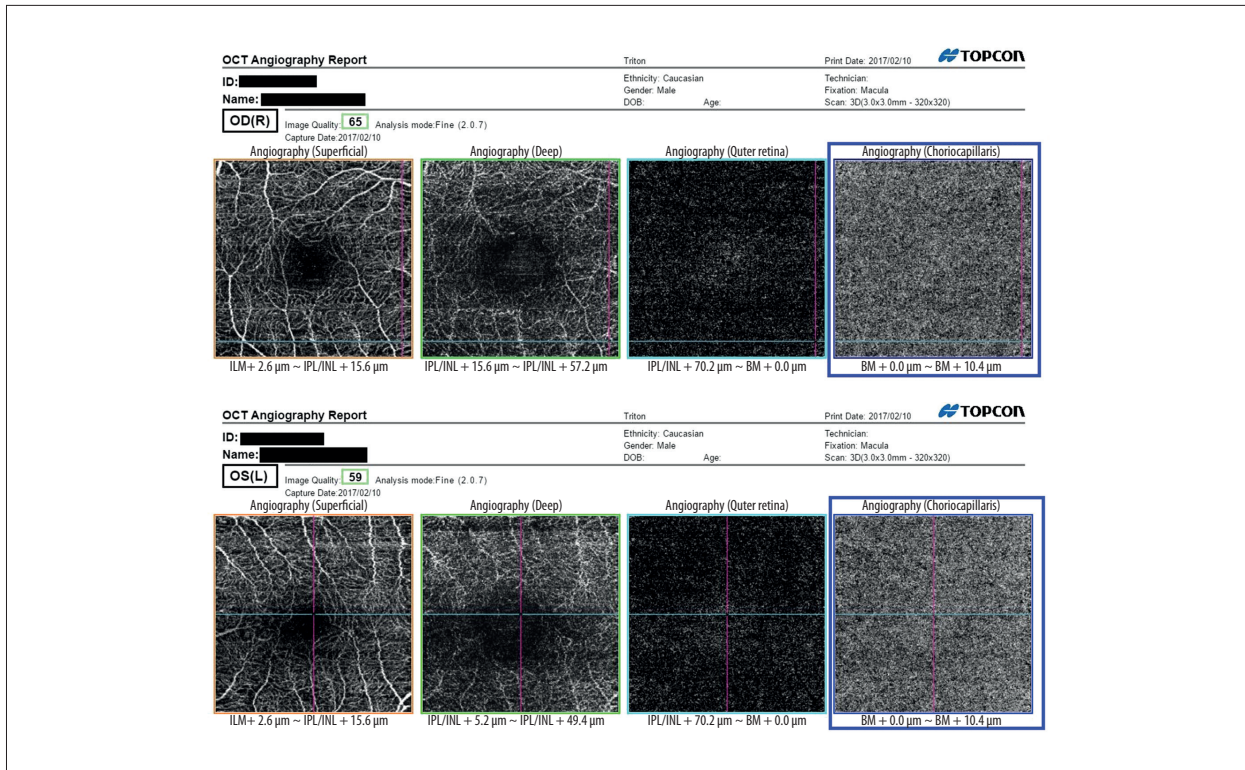 OCT Angiography Report Triton Print Date: 2017/02/10 TOPCON
ID: Ethnicity: Caucasian Technician:
Name: Gender: Male Fixation: Macula
DOB: Age: Scan: 3D(3.0x3.0mm - 320x320)
OD(R) Image Quality: 65 Analysis mode:Fine (2.0.7)
Capture Date:2017/02/10
Angiography (Superficial) Angiography (Deep) Angiography (Quter retina) Angiography (Choriocapillaris)
ILM+ 2.6 µm ~ IPL/INL + 15.6 µm IPL/INL + 15.6 µm ~ IPL/INL + 57.2 µm IPL/INL + 70.2 µm ~ BM + 0.0 µm BM + 0.0 µm ~ BM + 10.4 µm
OCT Angiography Report Triton Print Date: 2017/02/10 TOPCON
ID: Ethnicity: Caucasian Technician:
Name: Gender: Male Fixation: Macula
DOB: Age: Scan: 3D(3.0x3.0mm - 320x320)
OS(L) Image Quality: 59 Analysis mode:Fine (2.0.7)
Capture Date:2017/02/10
Angiography (Superficial) Angiography (Deep) Angiography (Quter retina) Angiography (Choriocapillaris)
ILM+ 2.6 µm ~ IPL/INL + 15.6 µm IPL/INL + 5.2 µm ~ IPL/INL + 49.4 µm IPL/INL + 70.2 µm ~ BM + 0.0 µm BM + 0.0 µm ~ BM + 10.4 µm